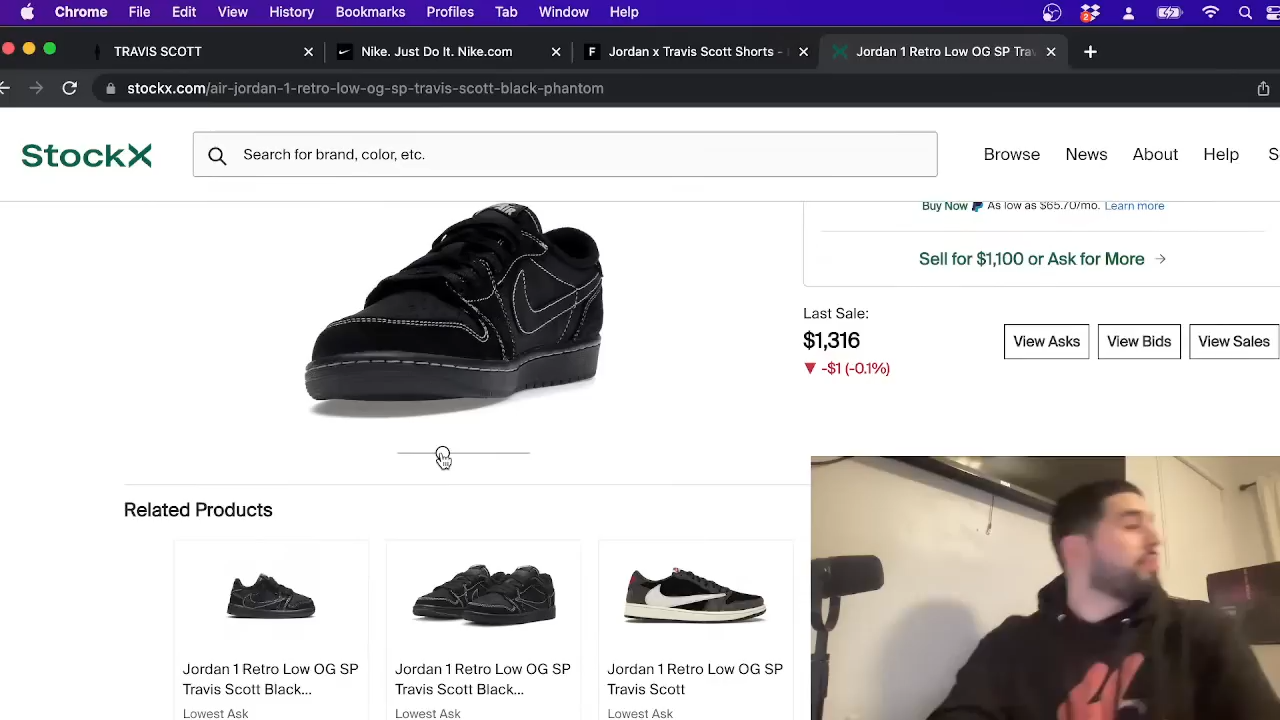 Chrome File Edit View History Bookmarks Profiles Tab Window Help
2
TRAVIS SCOTT
Nike. Just Do It. Nike.com
F Jordan x Travis Scott Shorts -
Jordan 1 Retro Low OG SP Tra
stockx.com/air-jordan-1-retro-low-og-sp-travis-scott-black-phantom
StockX
Search for brand, color, etc.
Browse News About Help S
Buy Now As low as $65.70/mo. Learn more
Sell for $1,100 or Ask for More →
Last Sale:
$1,316
▼ -$1 (-0.1%)
View Asks View Bids View Sales
AIR
Related Products
Jordan 1 Retro Low OG SP
Travis Scott Black...
Lowest Ask
Jordan 1 Retro Low OG SP
Travis Scott Black...
Lowest Ask
Jordan 1 Retro Low OG SP
Travis Scott
Lowest Ask